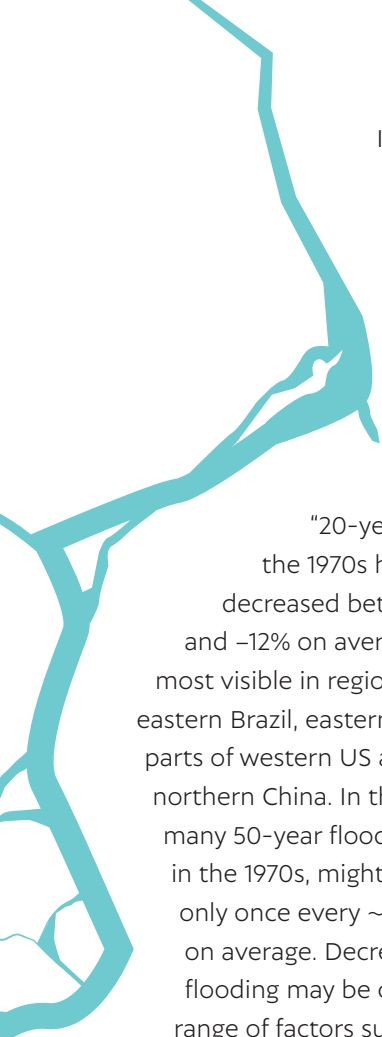 “20-ye
the 1970s h
decreased bet
and –12% on aver
most visible in regio
eastern Brazil, eastern
parts of western US a
northern China. In th
many 50-year flood
in the 1970s, might
only once every ~
on average. Decre
flooding may be
range of factors su